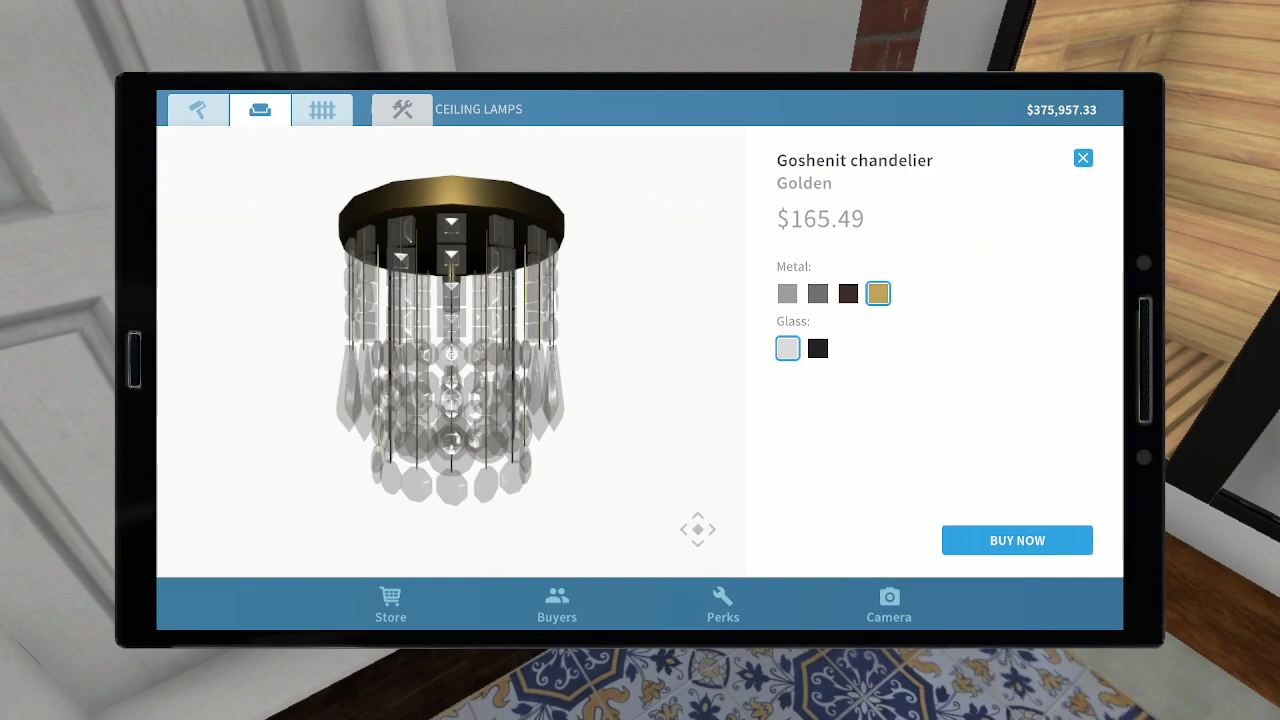 CEILING LAMPS
$375,957.33
Goshenit chandelier
Golden
$165.49
Metal:
Glass:
BUY NOW
Store
Buyers
Perks
Camera